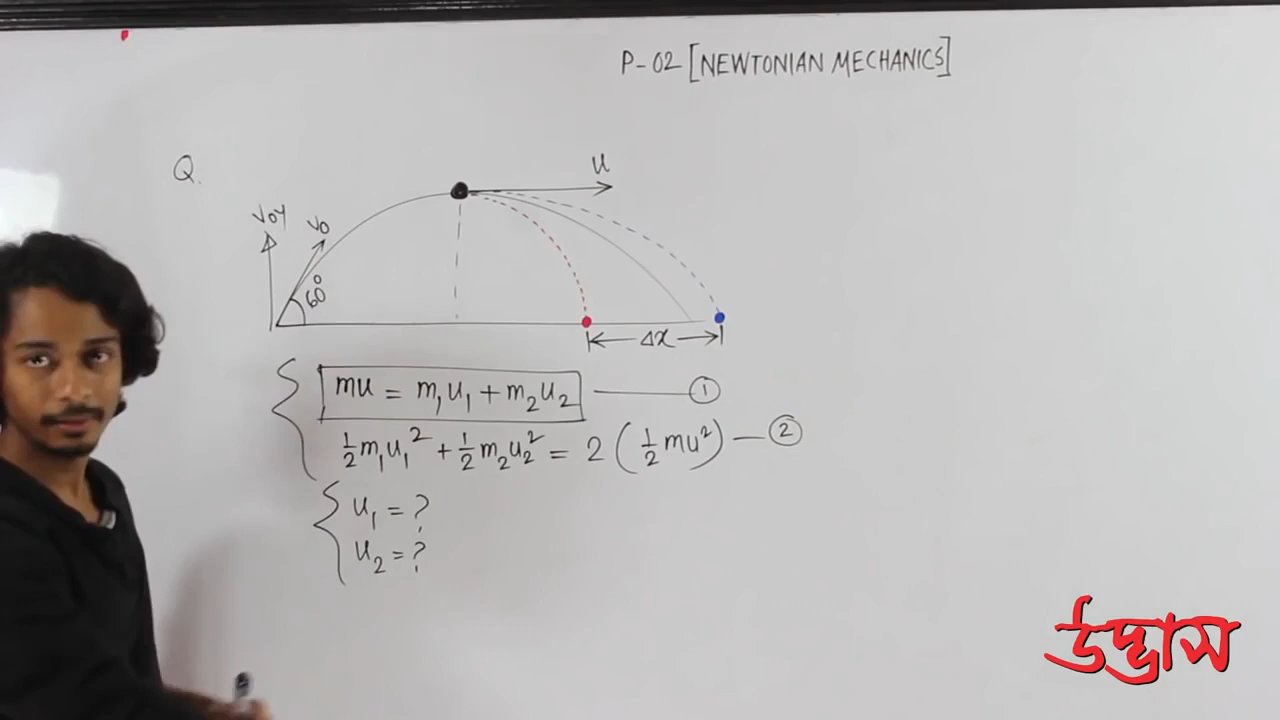 P-02 [NEWTONIAN MECHANICS]
Q.
u
V₀y
V₀
60°
Δx
mu = m₁u₁ + m₂u₂ —— ①
½m₁u₁² + ½m₂u₂² = 2(½mu²) — ②
u₁ = ?
u₂ = ?
উদ্ভাস